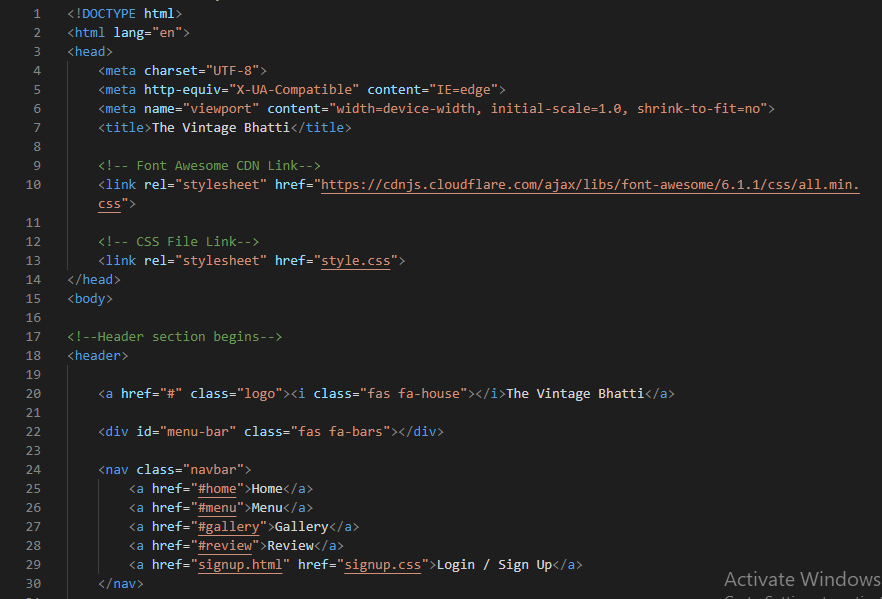 1 <!DOCTYPE html>
2 <html lang="en">
3 <head>
4 <meta charset="UTF-8">
5 <meta http-equiv="X-UA-Compatible" content="IE=edge">
6 <meta name="viewport" content="width=device-width, initial-scale=1.0, shrink-to-fit=no">
7 <title>The Vintage Bhatti</title>
8
9 <!-- Font Awesome CDN Link-->
10 <link rel="stylesheet" href="https://cdnjs.cloudflare.com/ajax/libs/font-awesome/6.1.1/css/all.min.
css">
11
12 <!-- CSS File Link-->
13 <link rel="stylesheet" href="style.css">
14 </head>
15 <body>
16
17 <!--Header section begins-->
18 <header>
19
20 <a href="#" class="logo"><i class="fas fa-house"></i>The Vintage Bhatti</a>
21
22 <div id="menu-bar" class="fas fa-bars"></div>
23
24 <nav class="navbar">
25 <a href="#home">Home</a>
26 <a href="#menu">Menu</a>
27 <a href="#gallery">Gallery</a>
28 <a href="#review">Review</a>
29 <a href="signup.html" href="signup.css">Login / Sign Up</a>
30 </nav>
Activate Windows